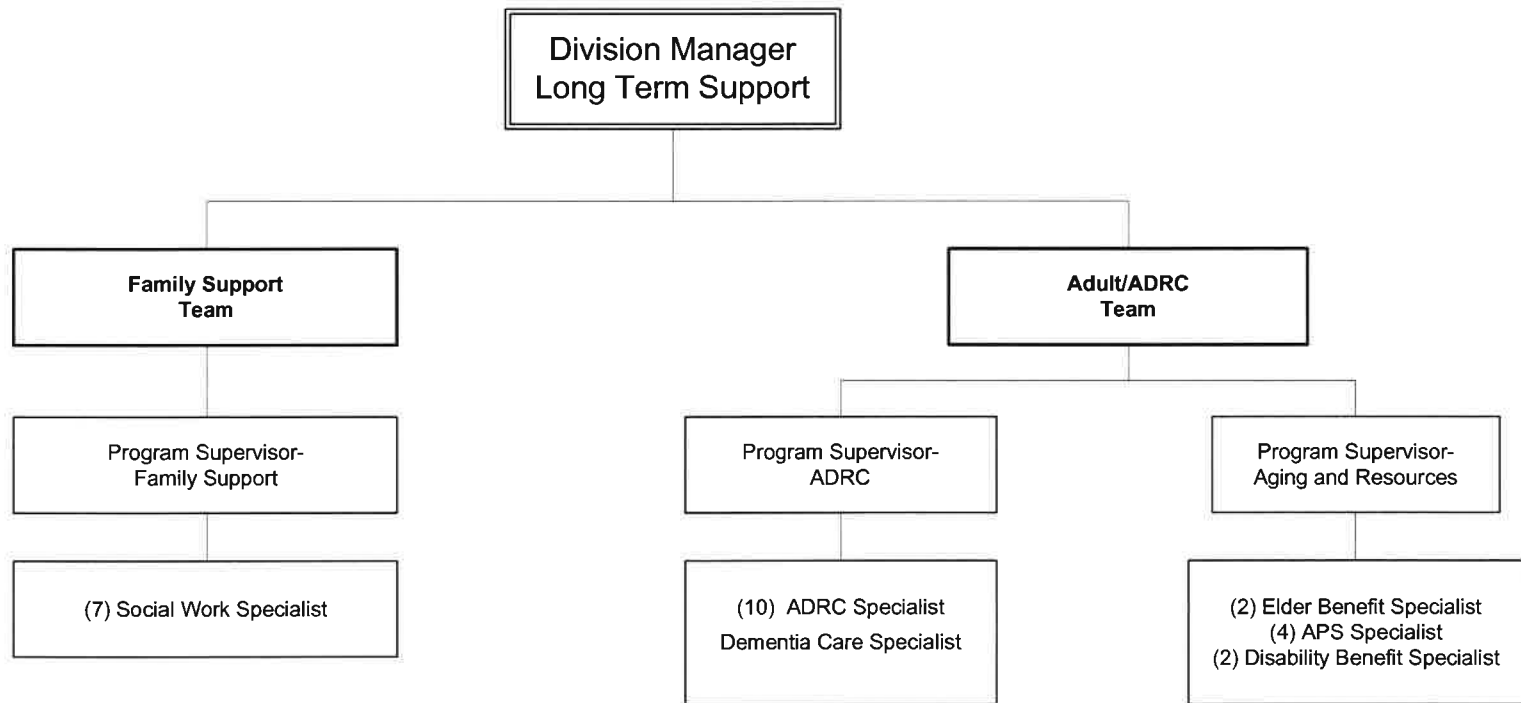 Division Manager
Long Term Support
Family Support
Team
Adult/ADRC
Team
Program Supervisor-
Family Support
Program Supervisor-
ADRC
Program Supervisor-
Aging and Resources
(7) Social Work Specialist
(10) ADRC Specialist
Dementia Care Specialist
(2) Elder Benefit Specialist
(4) APS Specialist
(2) Disability Benefit Specialist